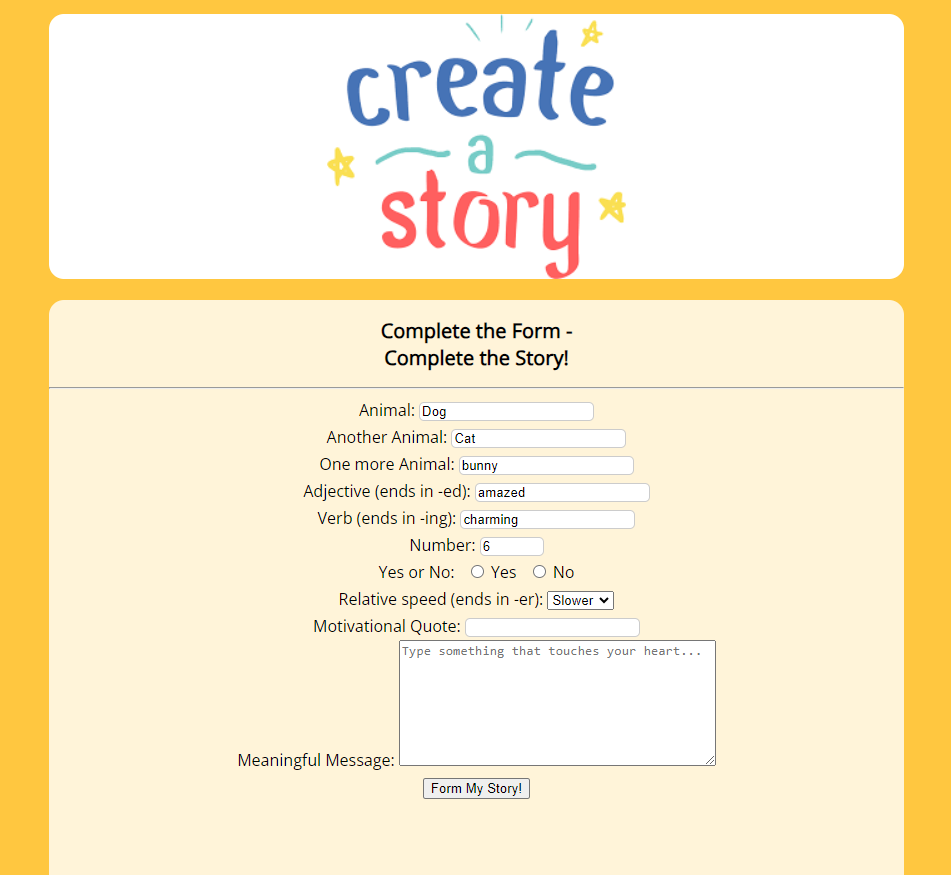 create
a
story
Complete the Form -
Complete the Story!
Animal: Dog
Another Animal: Cat
One more Animal: bunny
Adjective (ends in -ed): amazed
Verb (ends in -ing): charming
Number: 6
Yes or No: Yes No
Relative speed (ends in -er): Slower
Motivational Quote:
Type something that touches your heart...
Meaningful Message:
Form My Story!